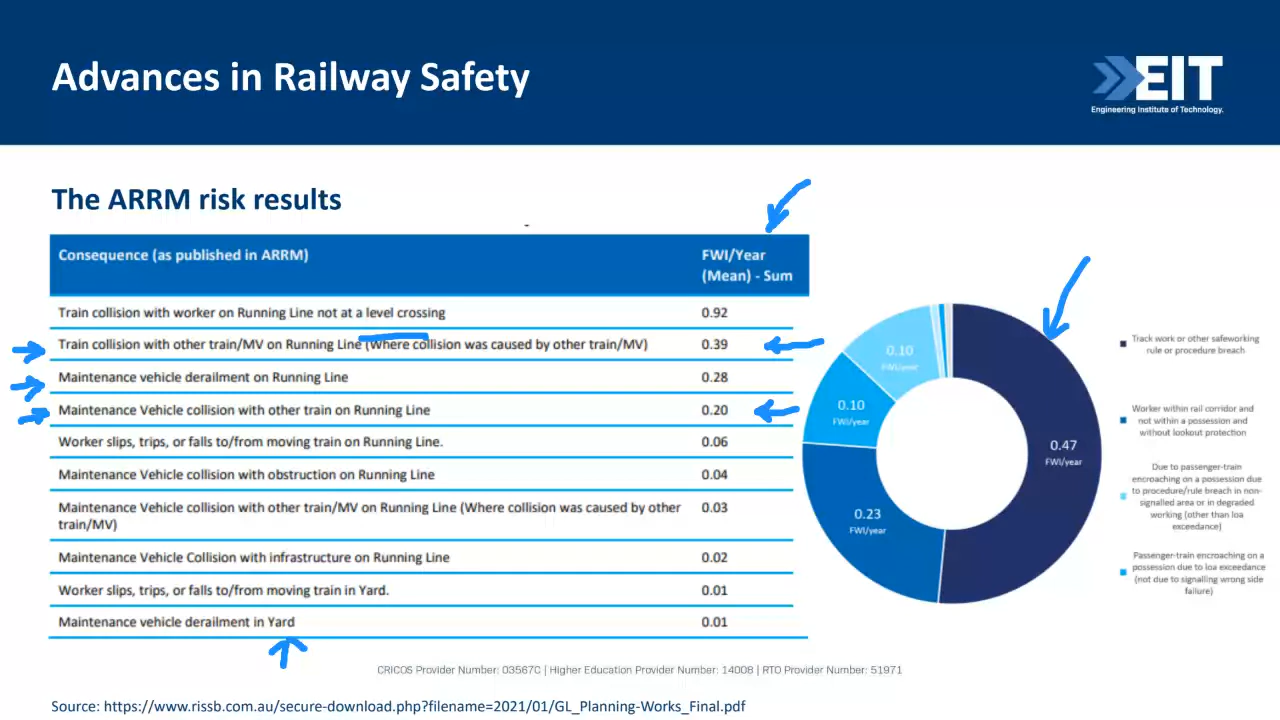 Advances in Railway Safety
EIT
Engineering Institute of Technology.
The ARRM risk results
Consequence (as published in ARRM)
FWI/Year
(Mean) - Sum
Train collision with worker on Running Line not at a level crossing 0.92
Train collision with other train/MV on Running Line (Where collision was caused by other train/MV) 0.39
Maintenance vehicle derailment on Running Line 0.28
Maintenance Vehicle collision with other train on Running Line 0.20
Worker slips, trips, or falls to/from moving train on Running Line. 0.06
Maintenance Vehicle collision with obstruction on Running Line 0.04
Maintenance Vehicle collision with other train/MV on Running Line (Where collision was caused by other 0.03
train/MV)
Maintenance Vehicle Collision with infrastructure on Running Line 0.02
Worker slips, trips, or falls to/from moving train in Yard. 0.01
Maintenance vehicle derailment in Yard 0.01
0.10
FWI/year
0.10
FWI/year
0.47
FWI/year
0.23
FWI/year
Track work or other safeworking
rule or procedure breach
Worker within rail corridor and
not within a possession and
without lookout protection
Due to passenger-train
encroaching on a possession due
to procedure/rule breach in non-
signalled area or in degraded
working (other than loa
exceedance)
Passenger-train encroaching on a
possession due to loa exceedance
(not due to signalling wrong side
failure)
CRICOS Provider Number: 03567C | Higher Education Provider Number: 14008 | RTO Provider Number: 51971
Source: https://www.rissb.com.au/secure-download.php?filename=2021/01/GL_Planning-Works_Final.pdf